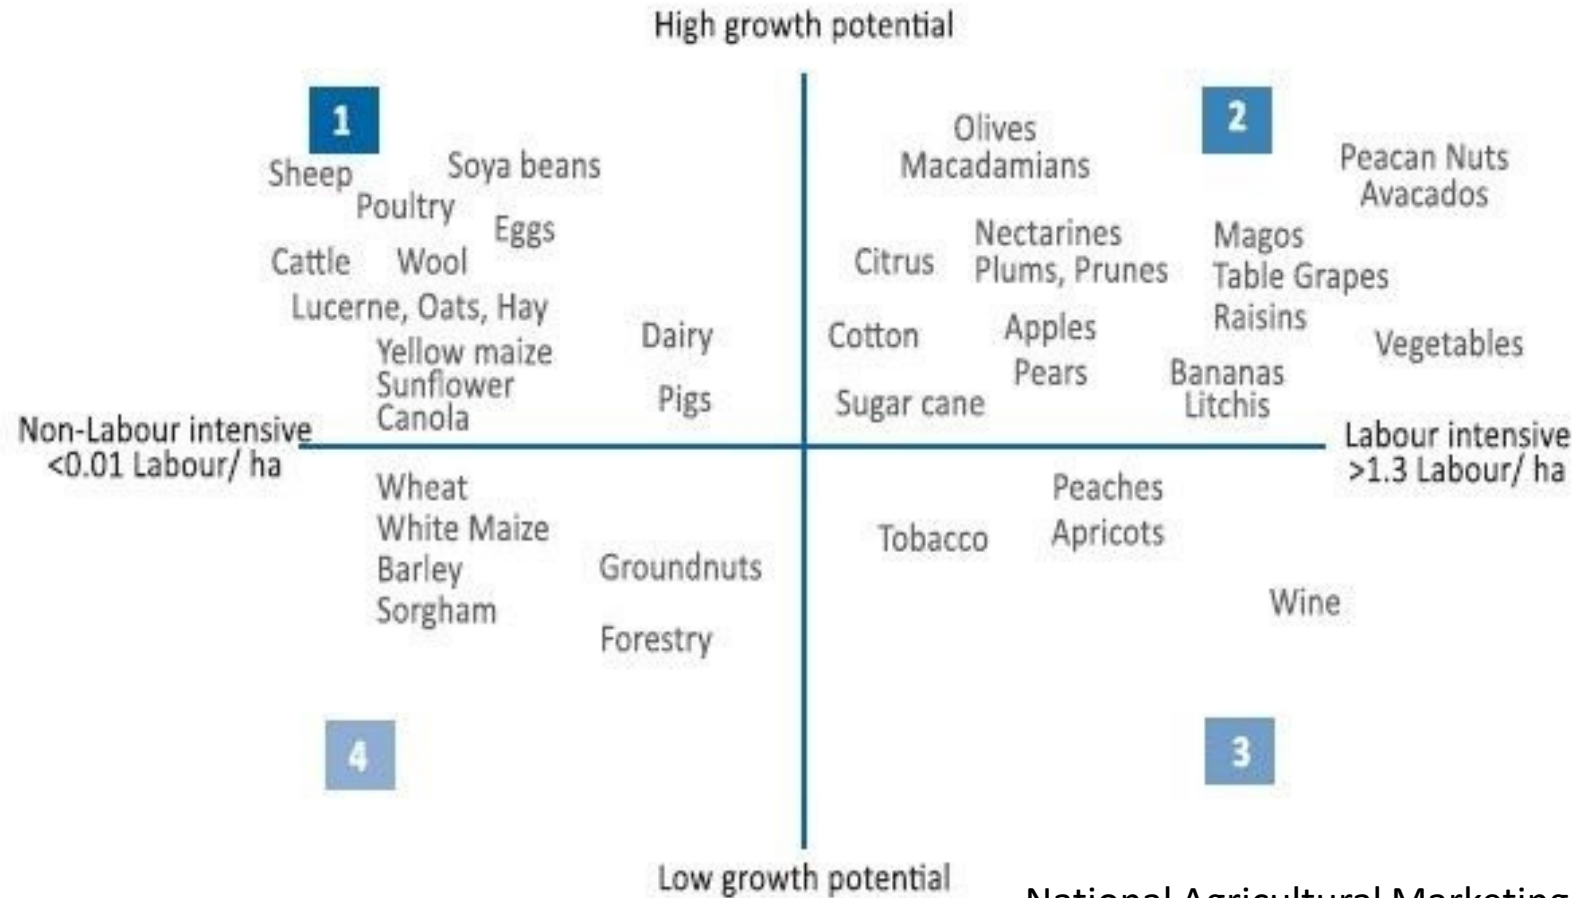 High growth potential
1
Sheep
Soya beans
Poultry
Eggs
Cattle
Wool
Lucerne, Oats, Hay
Yellow maize
Sunflower
Canola
Dairy
Pigs
2
Olives
Macadamians
Peacan Nuts
Avacados
Citrus
Nectarines
Plums, Prunes
Magos
Table Grapes
Raisins
Cotton
Apples
Pears
Vegetables
Sugar cane
Bananas
Litchis
Non-Labour intensive
<0.01 Labour/ ha
Labour intensive
>1.3 Labour/ ha
Wheat
White Maize
Barley
Sorgham
Groundnuts
Forestry
4
Peaches
Apricots
Tobacco
Wine
3
Low growth potential
National Agricultural Marketing